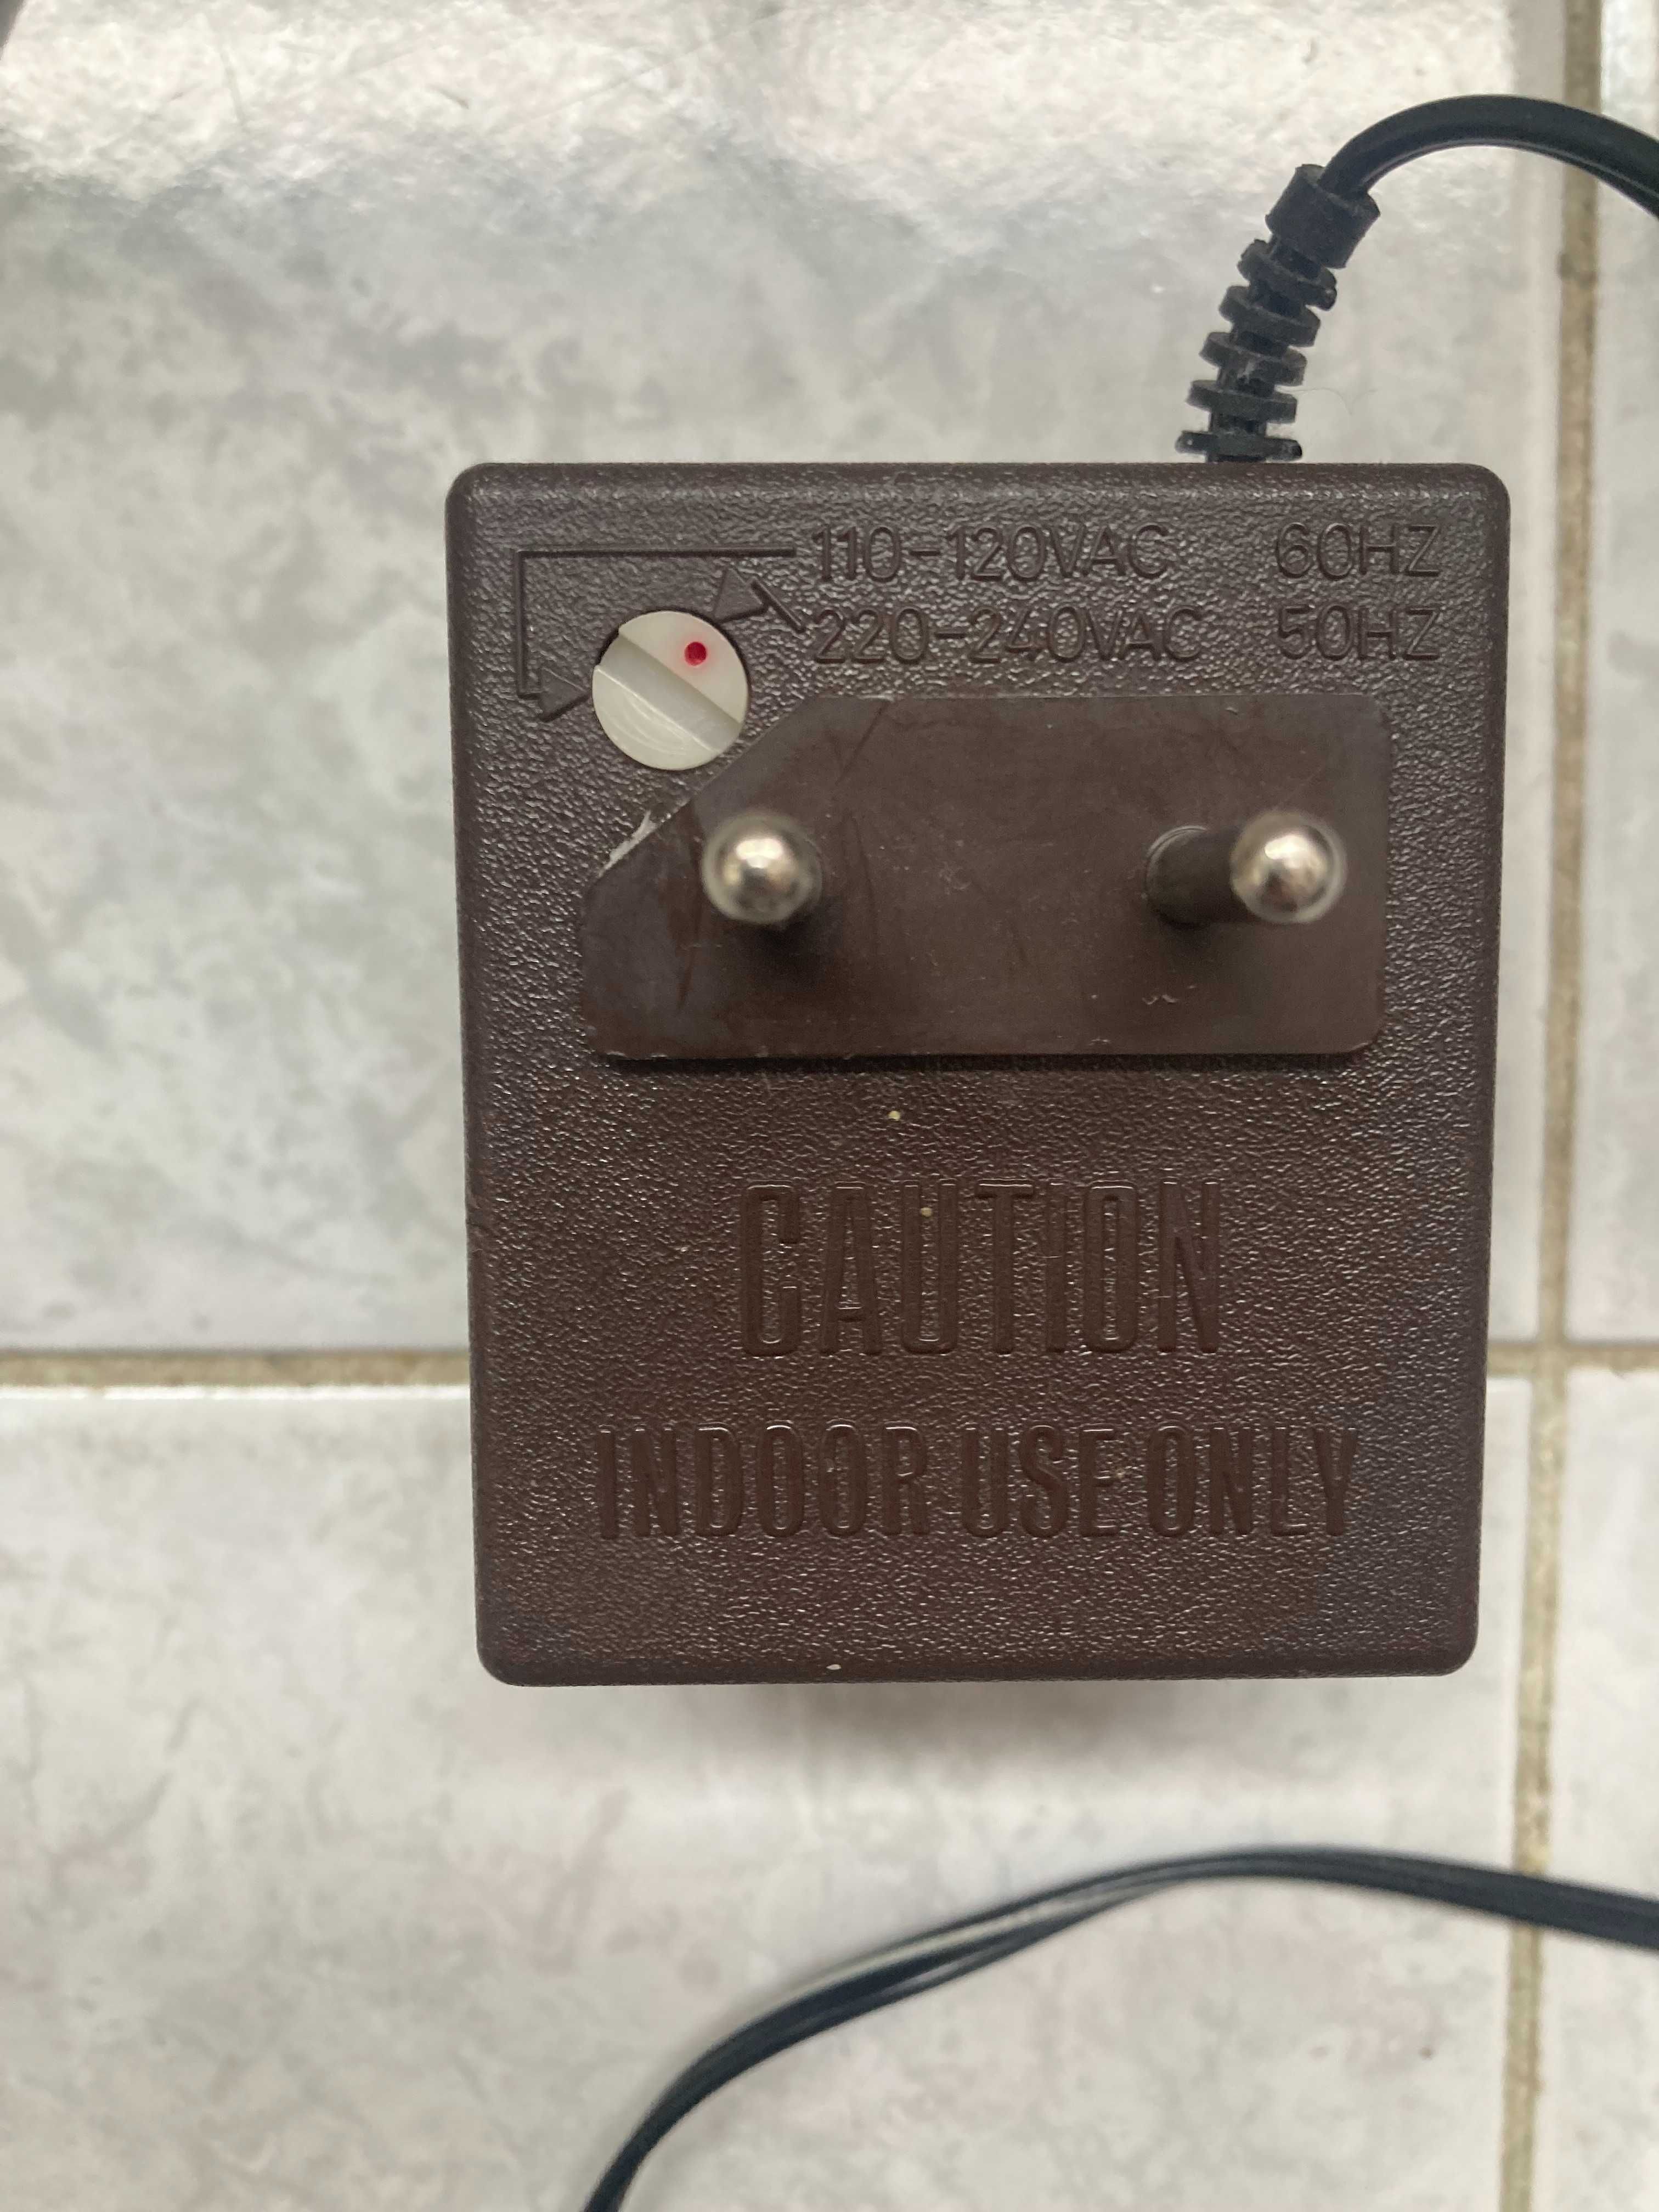 110-120VAC 60HZ
220-240VAC 50HZ
CAUTION
INDOOR USE ONLY